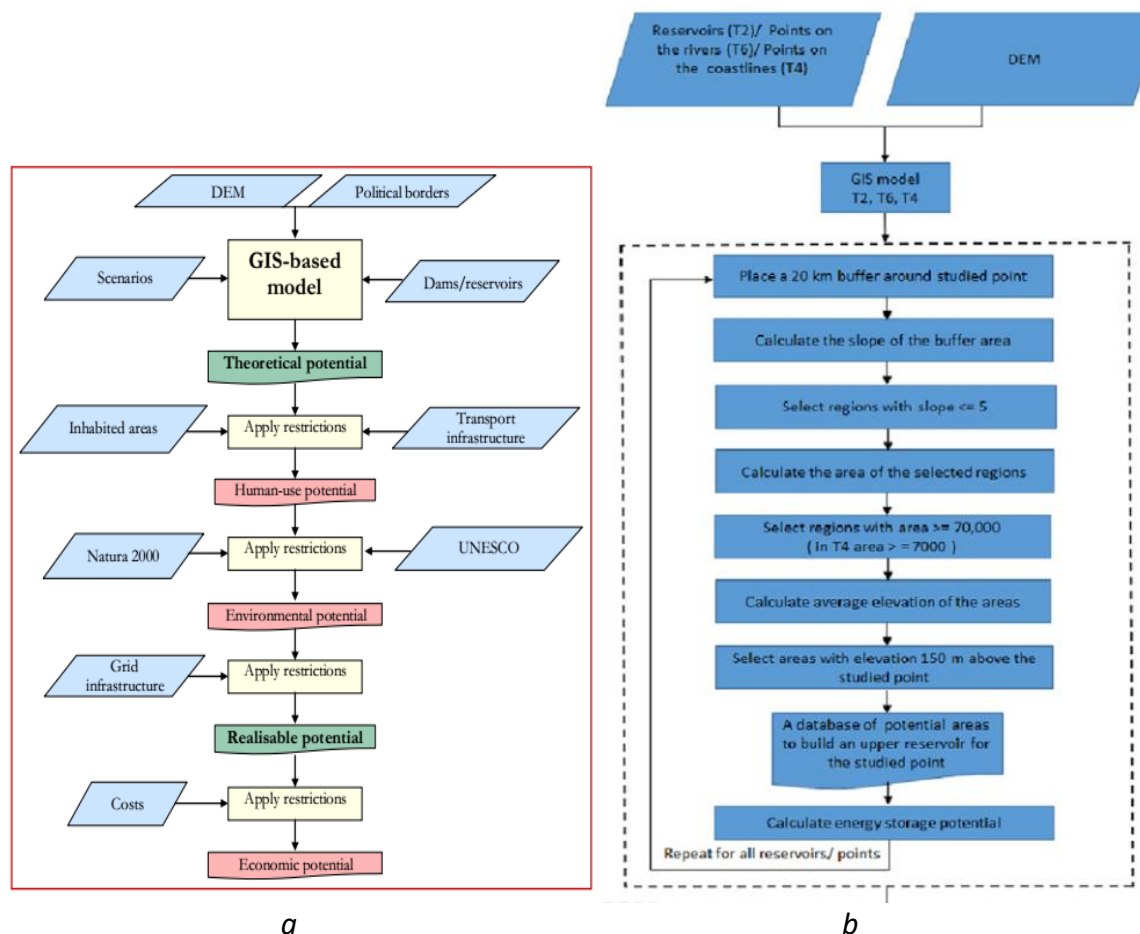 DEM
Political borders
Scenarios
GIS-based
model
Dams/reservoirs
Theoretical potential
Inhabited areas
Apply restrictions
Transport
infrastructure
Human-use potential
Natura 2000
Apply restrictions
UNESCO
Environmental potential
Grid
infrastructure
Apply restrictions
Realisable potential
Costs
Apply restrictions
Economic potential
a
Reservoirs (T2)/ Points on
the rivers (T6)/ Points on
the coastlines (T4)
DEM
GIS model
T2, T6, T4
Place a 20 km buffer around studied point
Calculate the slope of the buffer area
Select regions with slope <= 5
Calculate the area of the selected regions
Select regions with area >= 70,000
( In T4 area > = 7000 )
Calculate average elevation of the areas
Select areas with elevation 150 m above the
studied point
A database of potential areas
to build an upper reservoir for
the studied point
Calculate energy storage potential
Repeat for all reservoirs/ points
b